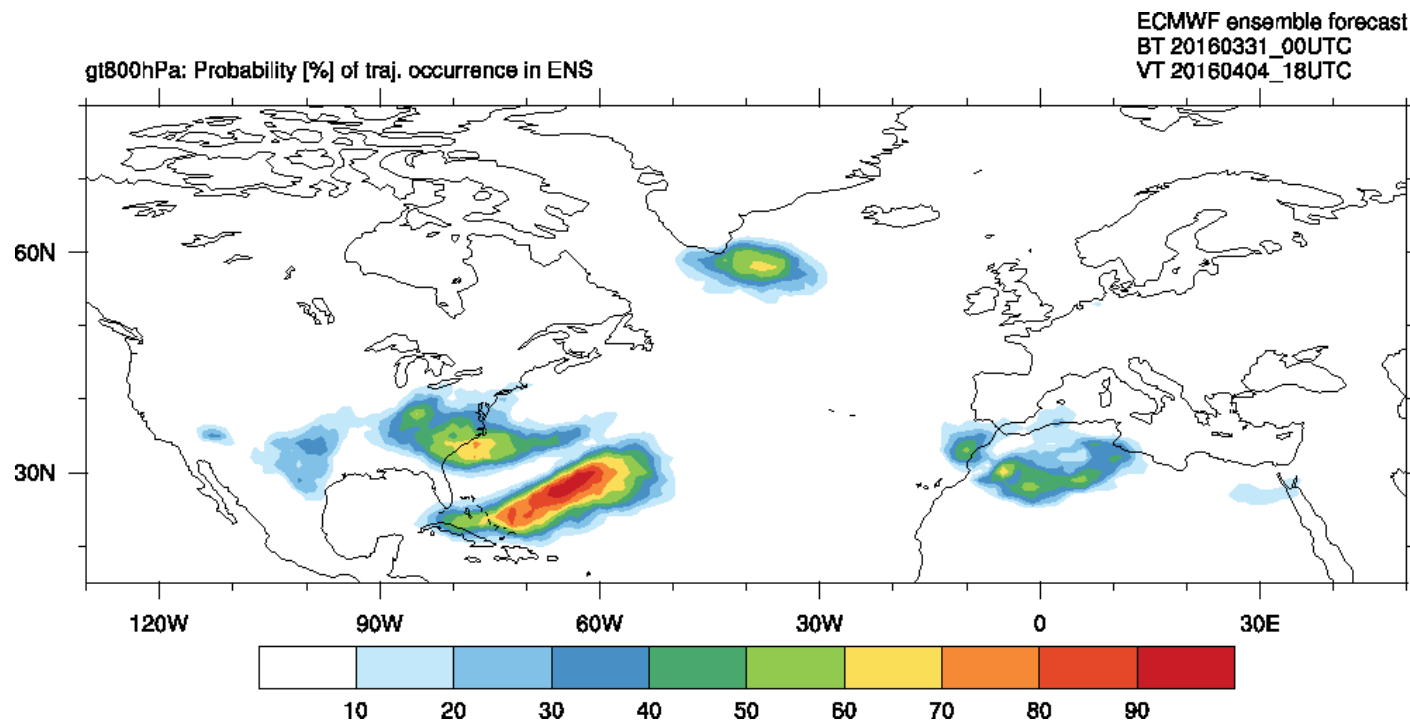 ECMWF ensemble forecast
BT 20160331_00UTC
VT 20160404_18UTC
gt800hPa: Probability [%] of traj. occurrence in ENS
60N
30N
120W 90W 60W 30W 0 30E
10 20 30 40 50 60 70 80 90